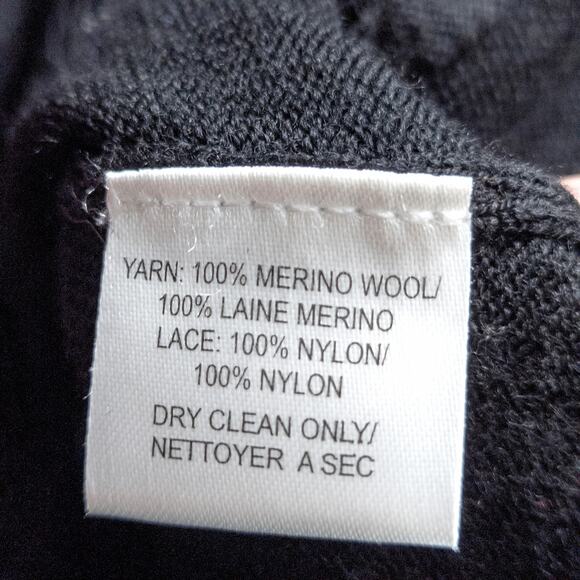 YARN: 100% MERINO WOOL/
100% LAINE MERINO
LACE: 100% NYLON/
100% NYLON
DRY CLEAN ONLY/
NETTOYER A SEC